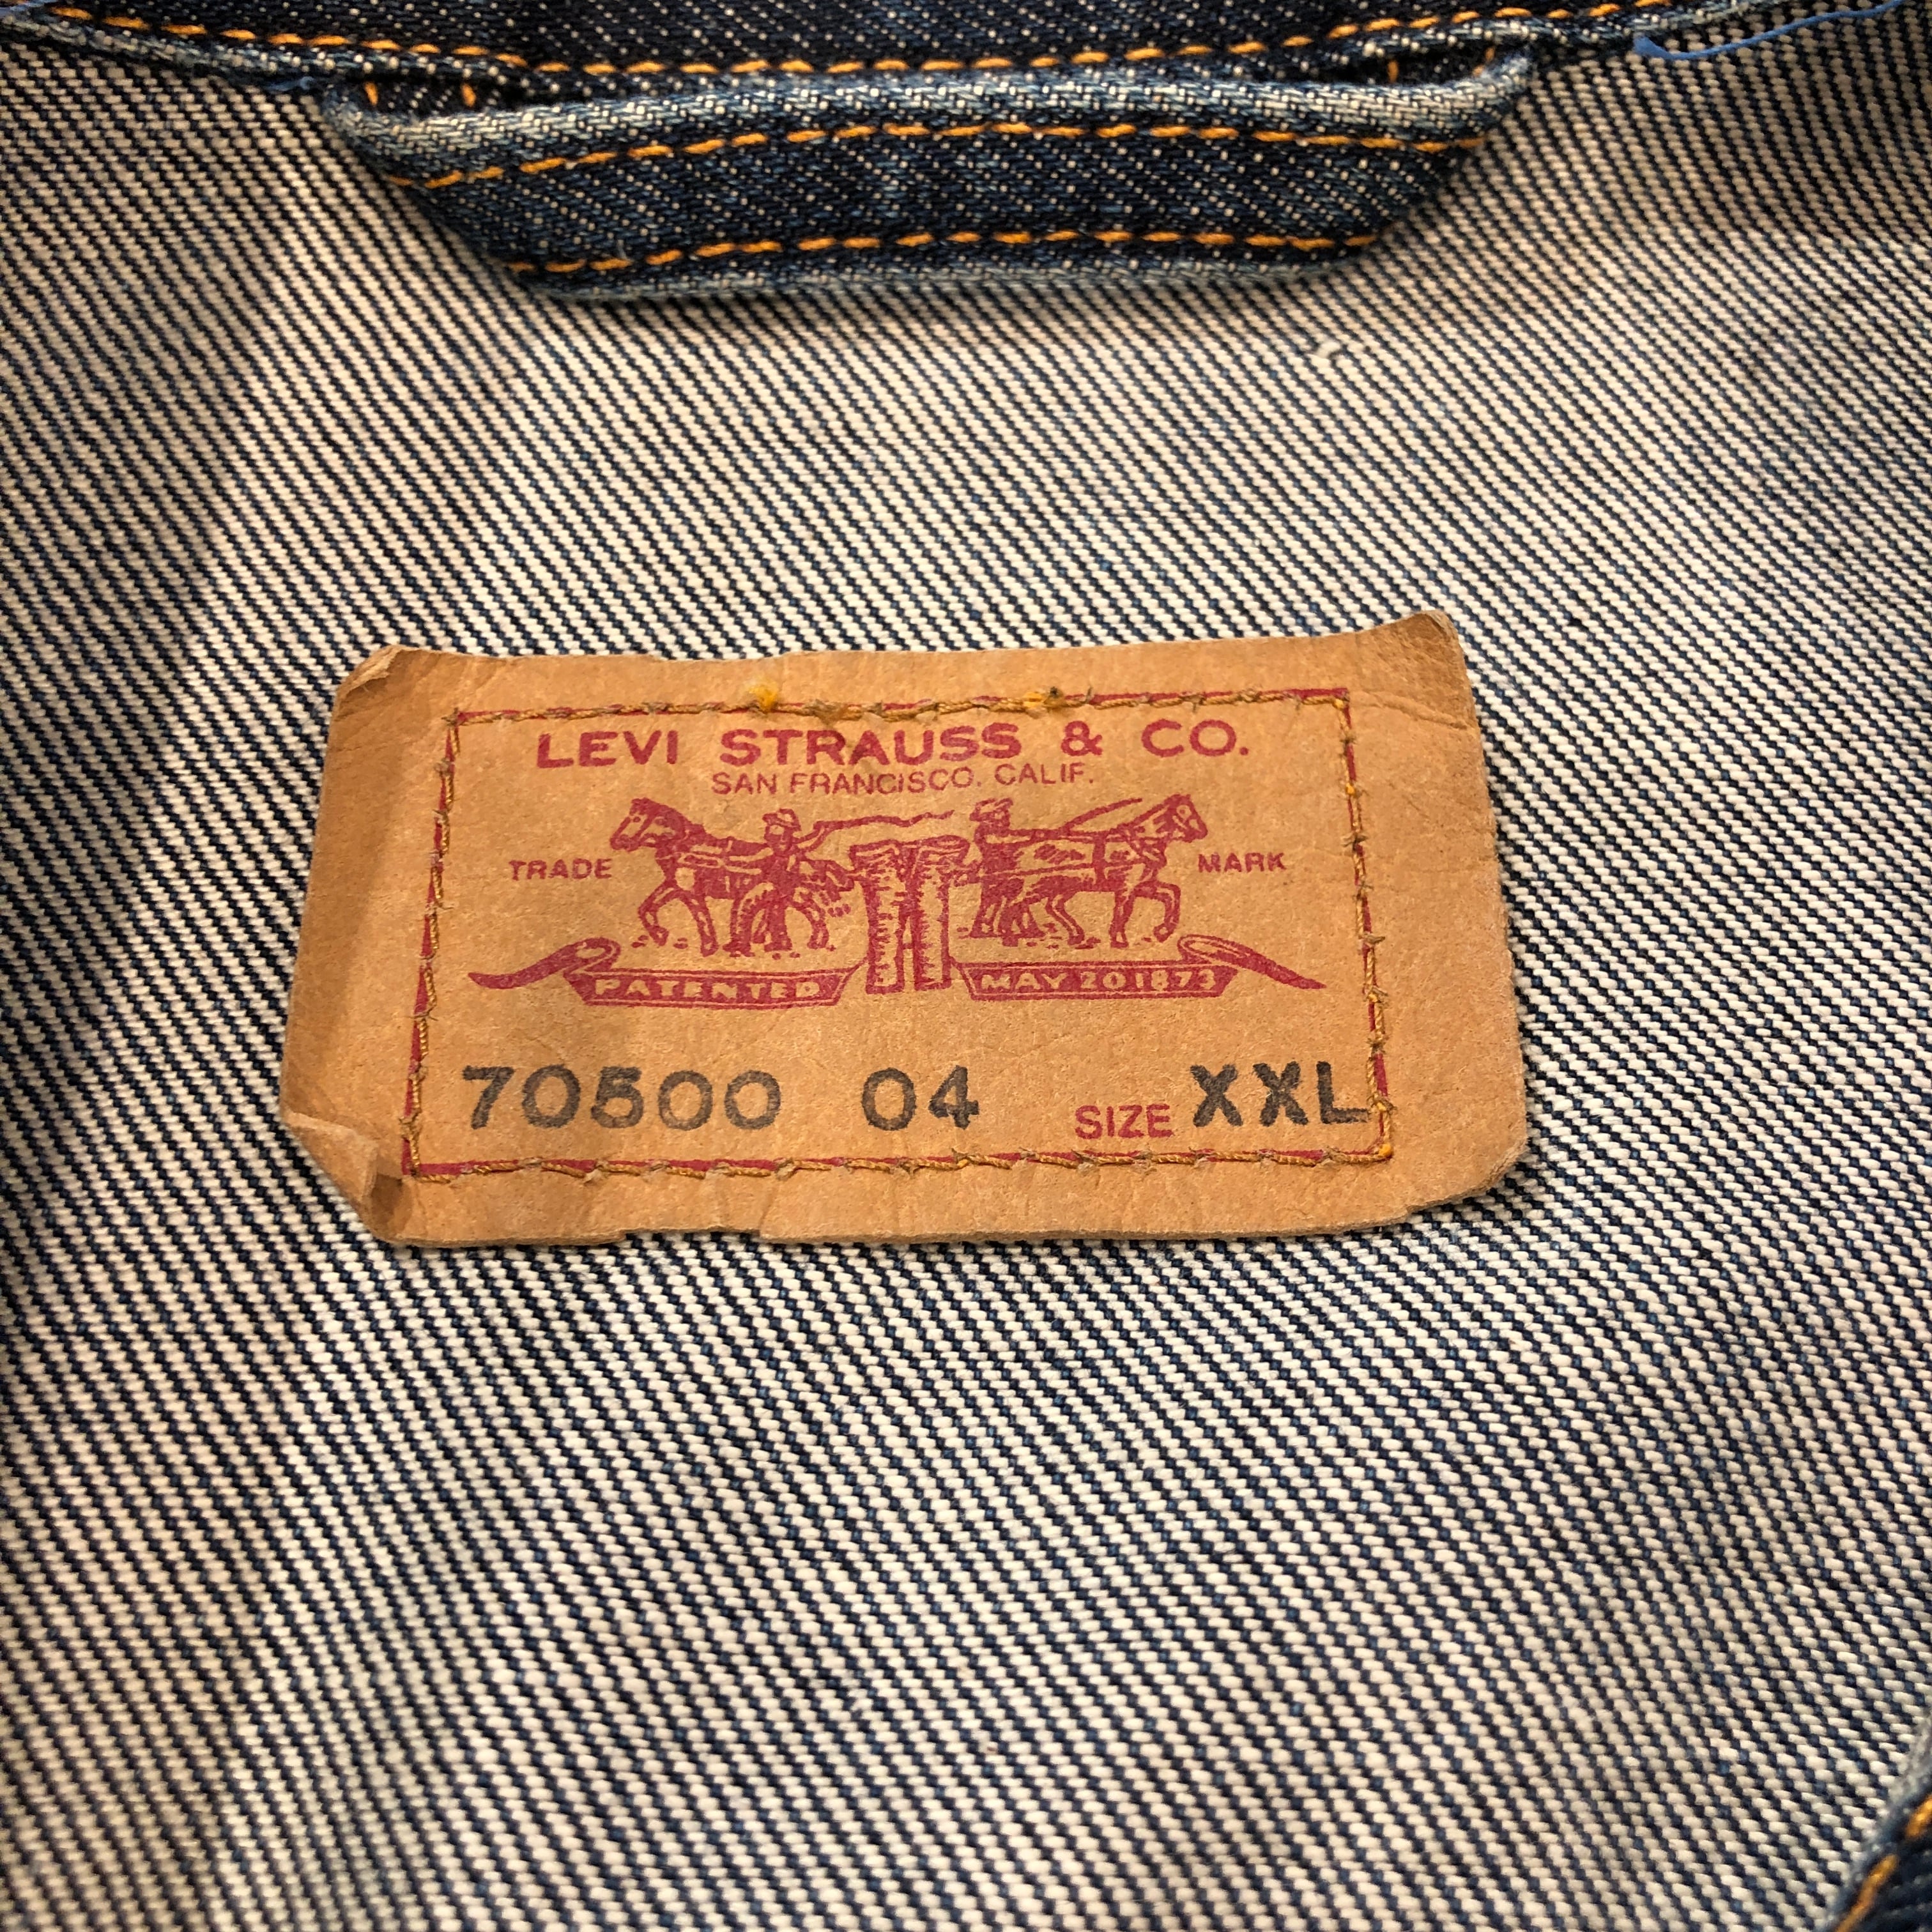 LEVI STRAUSS & CO.
SAN FRANCISCO, CALIF.
TRADE MARK
PATENTED MAY 20 1873
70500 04 SIZE XXL